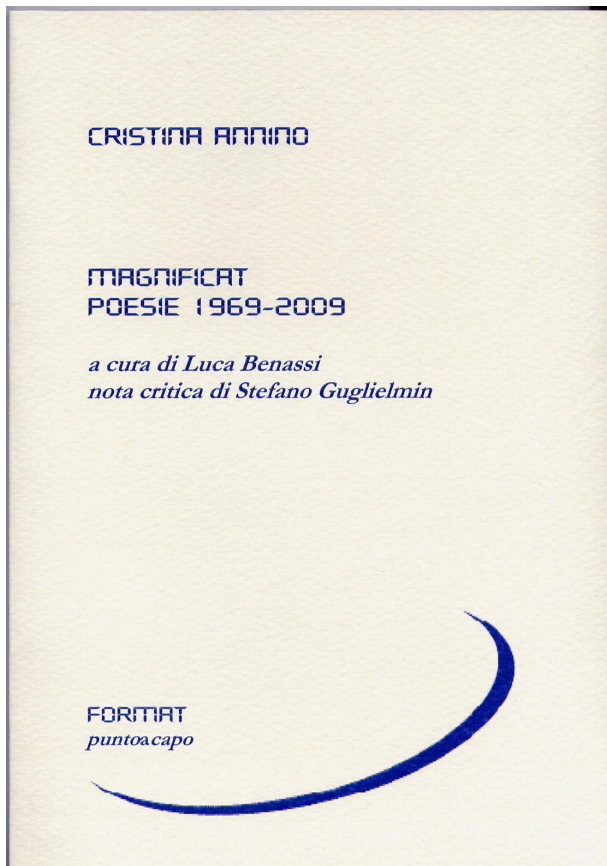 CRISTINA ANNINO
MAGNIFICAT
POESIE 1969-2009
a cura di Luca Benassi
nota critica di Stefano Guglielmin
FORMAT
puntoacapo